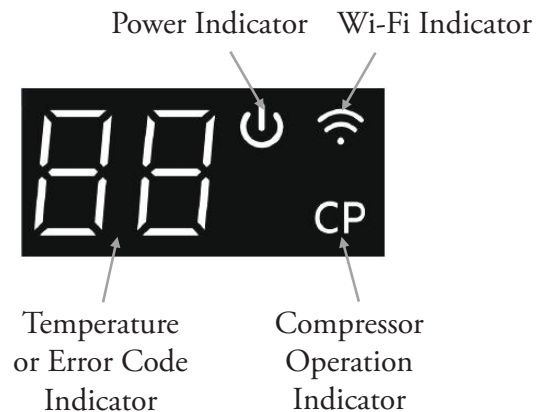 Power Indicator Wi-Fi Indicator
88
CP
Temperature
or Error Code
Indicator
Compressor
Operation
Indicator